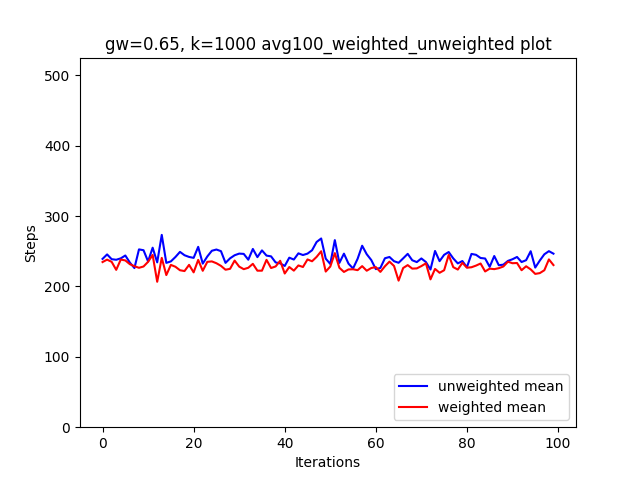 gw=0.65, k=1000 avg100_weighted_unweighted plot
500
400
300
200
100
0
Steps
unweighted mean
weighted mean
0 20 40 60 80 100
Iterations